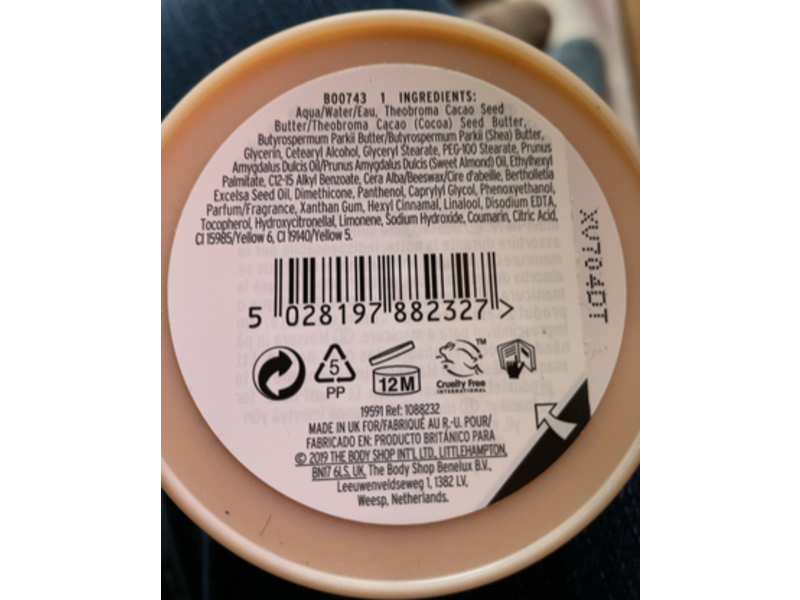 B00743 1 INGREDIENTS:
Aqua/Water/Eau, Theobroma Cacao Seed
Butter/Theobroma Cacao (Cocoa) Seed Butter,
Butyrospermum Parkii Butter/Butyrospermum Parkii (Shea) Butter,
Glycerin, Cetearyl Alcohol, Glyceryl Stearate, PEG-100 Stearate, Prunus
Amygdalus Dulcis Oil/Prunus Amygdalus Dulcis (Sweet Almond) Oil, Ethylhexyl
Palmitate, C12-15 Alkyl Benzoate, Cera Alba/Beeswax/Cire d'abeille, Bertholletia
Excelsa Seed Oil, Dimethicone, Panthenol, Caprylyl Glycol, Phenoxyethanol,
Parfum/Fragrance, Xanthan Gum, Hexyl Cinnamal, Linalool, Disodium EDTA,
Tocopherol, Hydroxycitronellal, Limonene, Sodium Hydroxide, Coumarin, Citric Acid,
CI 15985/Yellow 6, CI 19140/Yellow 5.
5 028197 882327 >
5
PP
12M
TM
Cruelty Free
INTERNATIONAL
19591 Ref: 1088232
MADE IN UK FOR/FABRIQUÉ AU R.-U. POUR/
FABRICADO EN: PRODUCTO BRITÁNICO PARA
© 2019 THE BODY SHOP INT'L LTD., LITTLEHAMPTON,
BN17 6LS, UK. The Body Shop Benelux B.V.,
Leeuwenveldseweg 1, 1382 LV,
Weesp, Netherlands.